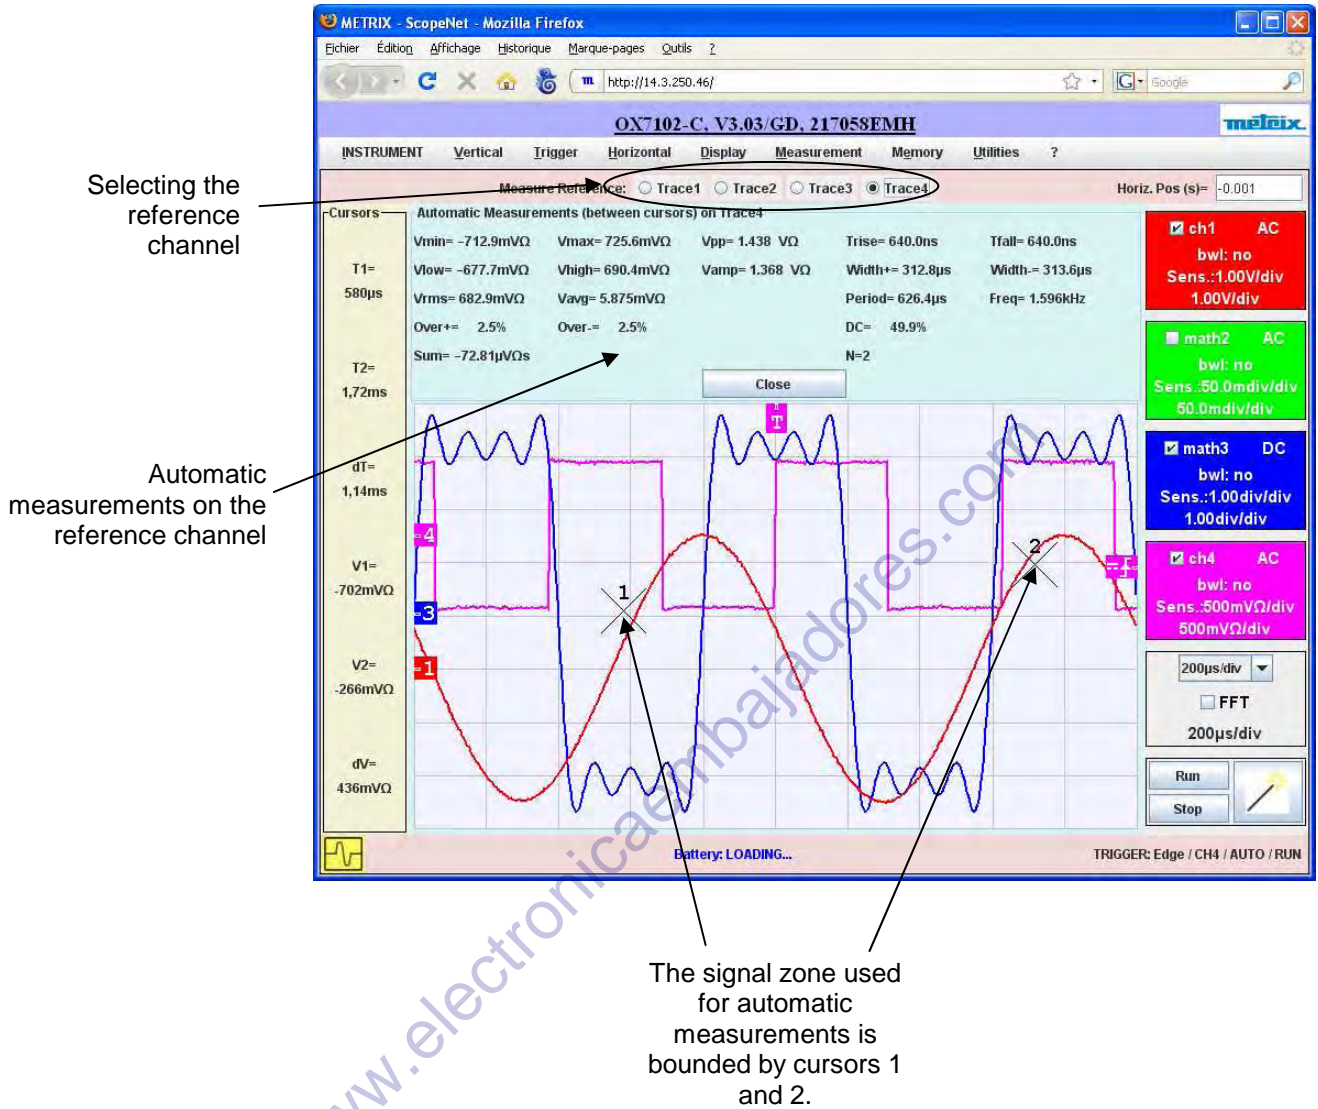 METRIX - ScopeNet - Mozilla Firefox
Fichier Édition Affichage Historique Marque-pages Outils ?
http://14.3.250.46/
G Google
OX7102-C, V3.03/GD, 217058EMH
metrix
INSTRUMENT Vertical Trigger Horizontal Display Measurement Memory Utilities ?
Measure Reference: Trace1 Trace2 Trace3 Trace4 Horiz. Pos (s)= -0.001
Selecting the
reference
channel
Cursors
T1=
580µs
T2=
1,72ms
dT=
1,14ms
V1=
-702mVΩ
V2=
-266mVΩ
dV=
436mVΩ
Automatic Measurements (between cursors) on Trace4
Vmin= -712.9mVΩ Vmax= 725.6mVΩ Vpp= 1.438 VΩ Trise= 640.0ns Tfall= 640.0ns
Vlow= -677.7mVΩ Vhigh= 690.4mVΩ Vamp= 1.368 VΩ Width+= 312.8µs Width-= 313.6µs
Vrms= 682.9mVΩ Vavg= 5.875mVΩ Period= 626.4µs Freq= 1.596kHz
Over+= 2.5% Over-= 2.5% DC= 49.9%
Sum= -72.81µVΩs N=2
Close
T
4
3
1
1
2
ch1 AC
bwl: no
Sens.:1.00V/div
1.00V/div
math2 AC
bwl: no
Sens.:50.0mdiv/div
50.0mdiv/div
math3 DC
bwl: no
Sens.:1.00div/div
1.00div/div
ch4 AC
bwl: no
Sens.:500mVΩ/div
500mVΩ/div
200µs/div
FFT
200µs/div
Run
Stop
Automatic
measurements on the
reference channel
Battery: LOADING...
TRIGGER: Edge / CH4 / AUTO / RUN
The signal zone used
for automatic
measurements is
bounded by cursors 1
and 2.
www.electronicaembajadores.com